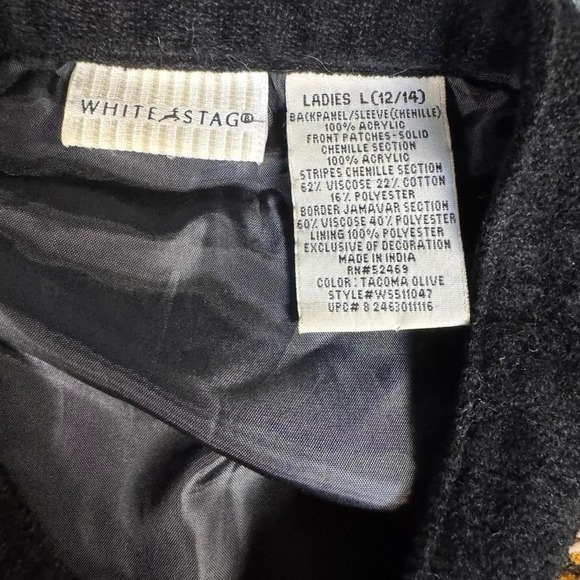 WHITE STAG®
LADIES L (12/14)
BACKPANEL/SLEEVE(CHENILLE)
100% ACRYLIC
FRONT PATCHES-SOLID
CHENILLE SECTION
100% ACRYLIC
STRIPES CHENILLE SECTION
62% VISCOSE 22% COTTON
16% POLYESTER
BORDER JAMAVAR SECTION
60% VISCOSE 40% POLYESTER
LINING 100% POLYESTER
EXCLUSIVE OF DECORATION
MADE IN INDIA
RN#52469
COLOR: TACOMA OLIVE
STYLE#WS511047
UPC# 8 2463011116